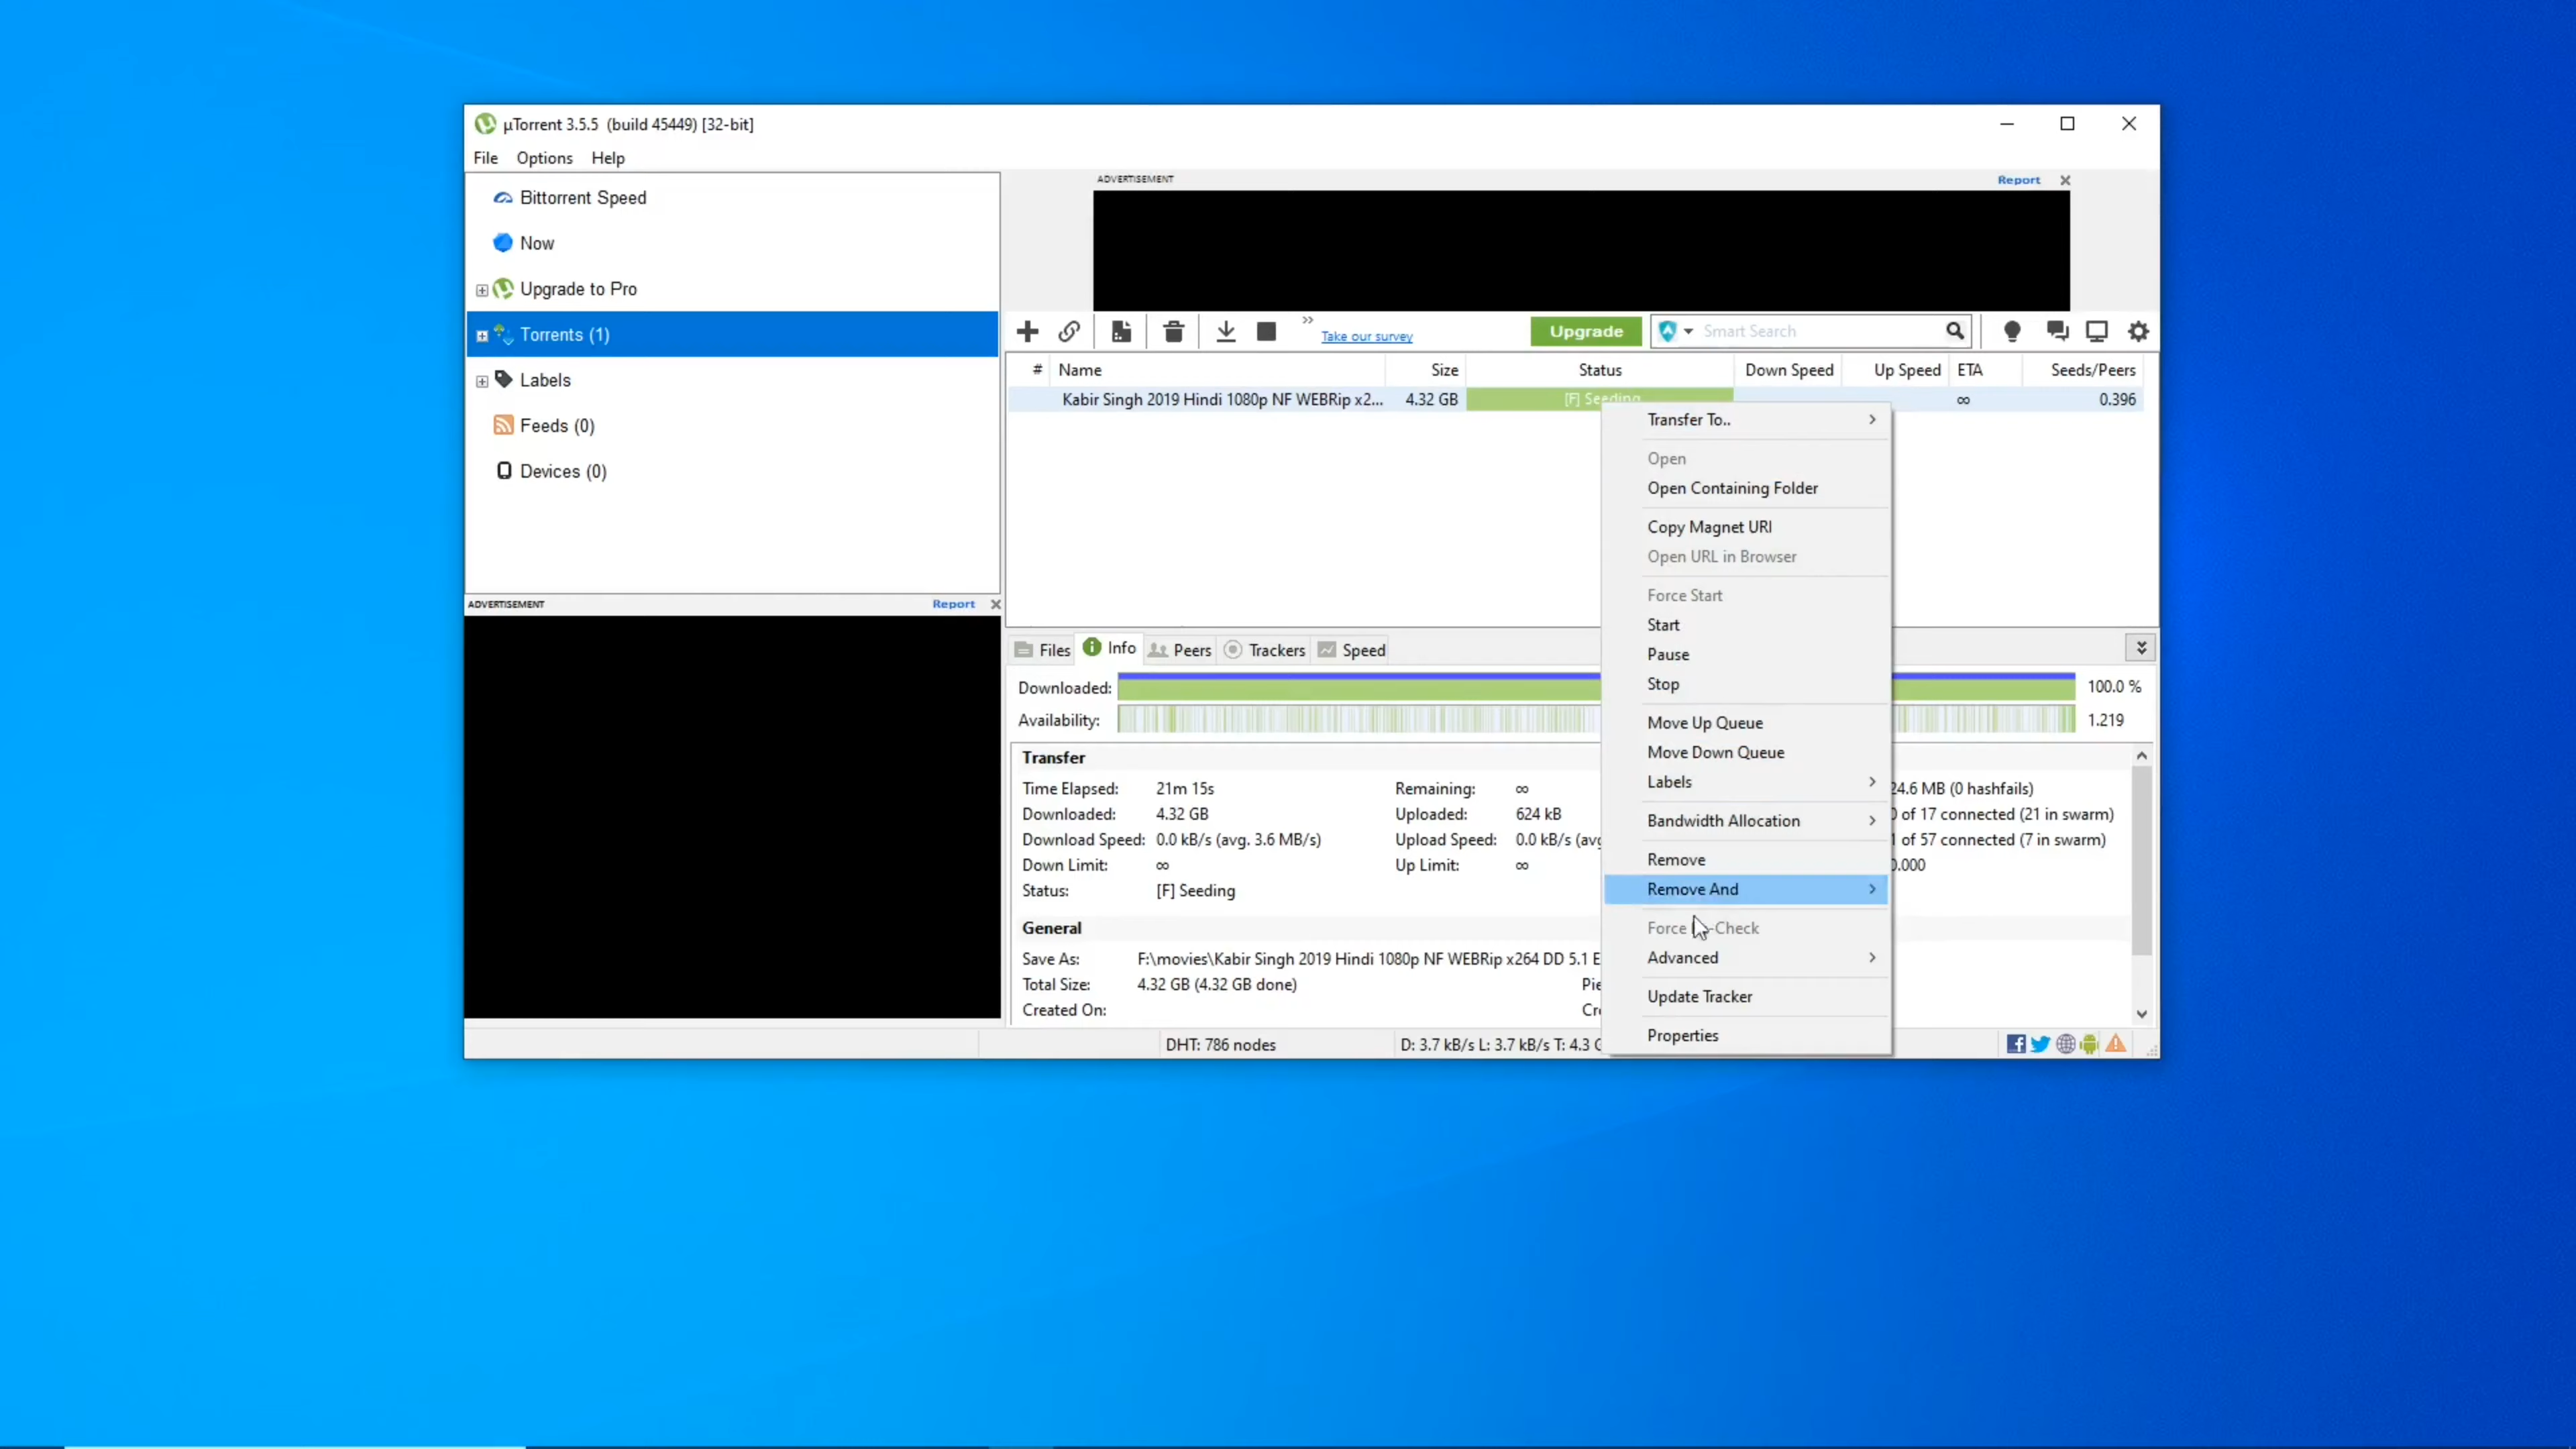 µTorrent 3.5.5 (build 45449) [32-bit]
File Options Help
Bittorrent Speed
Now
Upgrade to Pro
Torrents (1)
Labels
Feeds (0)
Devices (0)
ADVERTISEMENT Report
ADVERTISEMENT Report
Take our survey
Upgrade
Smart Search
# Name Size Status Down Speed Up Speed ETA Seeds/Peers
Kabir Singh 2019 Hindi 1080p NF WEBRip x2... 4.32 GB [F] Seeding ∞ 0.396
Transfer To..
Open
Open Containing Folder
Copy Magnet URI
Open URL in Browser
Force Start
Start
Pause
Stop
Move Up Queue
Move Down Queue
Labels
Bandwidth Allocation
Remove
Remove And
Force -Check
Advanced
Update Tracker
Properties
Files Info Peers Trackers Speed
Downloaded: 100.0 %
Availability: 1.219
Transfer
Time Elapsed: 21m 15s Remaining: ∞ 24.6 MB (0 hashfails)
Downloaded: 4.32 GB Uploaded: 624 kB of 17 connected (21 in swarm)
Download Speed: 0.0 kB/s (avg. 3.6 MB/s) Upload Speed: 0.0 kB/s (avg of 57 connected (7 in swarm)
Down Limit: ∞ Up Limit: ∞ 0.000
Status: [F] Seeding
General
Save As: F:\movies\Kabir Singh 2019 Hindi 1080p NF WEBRip x264 DD 5.1 E
Total Size: 4.32 GB (4.32 GB done) Pie
Created On: Cr
DHT: 786 nodes D: 3.7 kB/s L: 3.7 kB/s T: 4.3